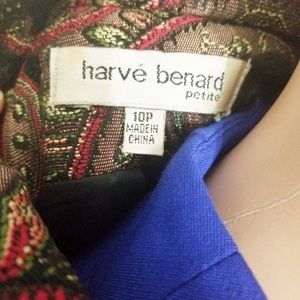 harvé benard
petite
10P
MADE IN
CHINA